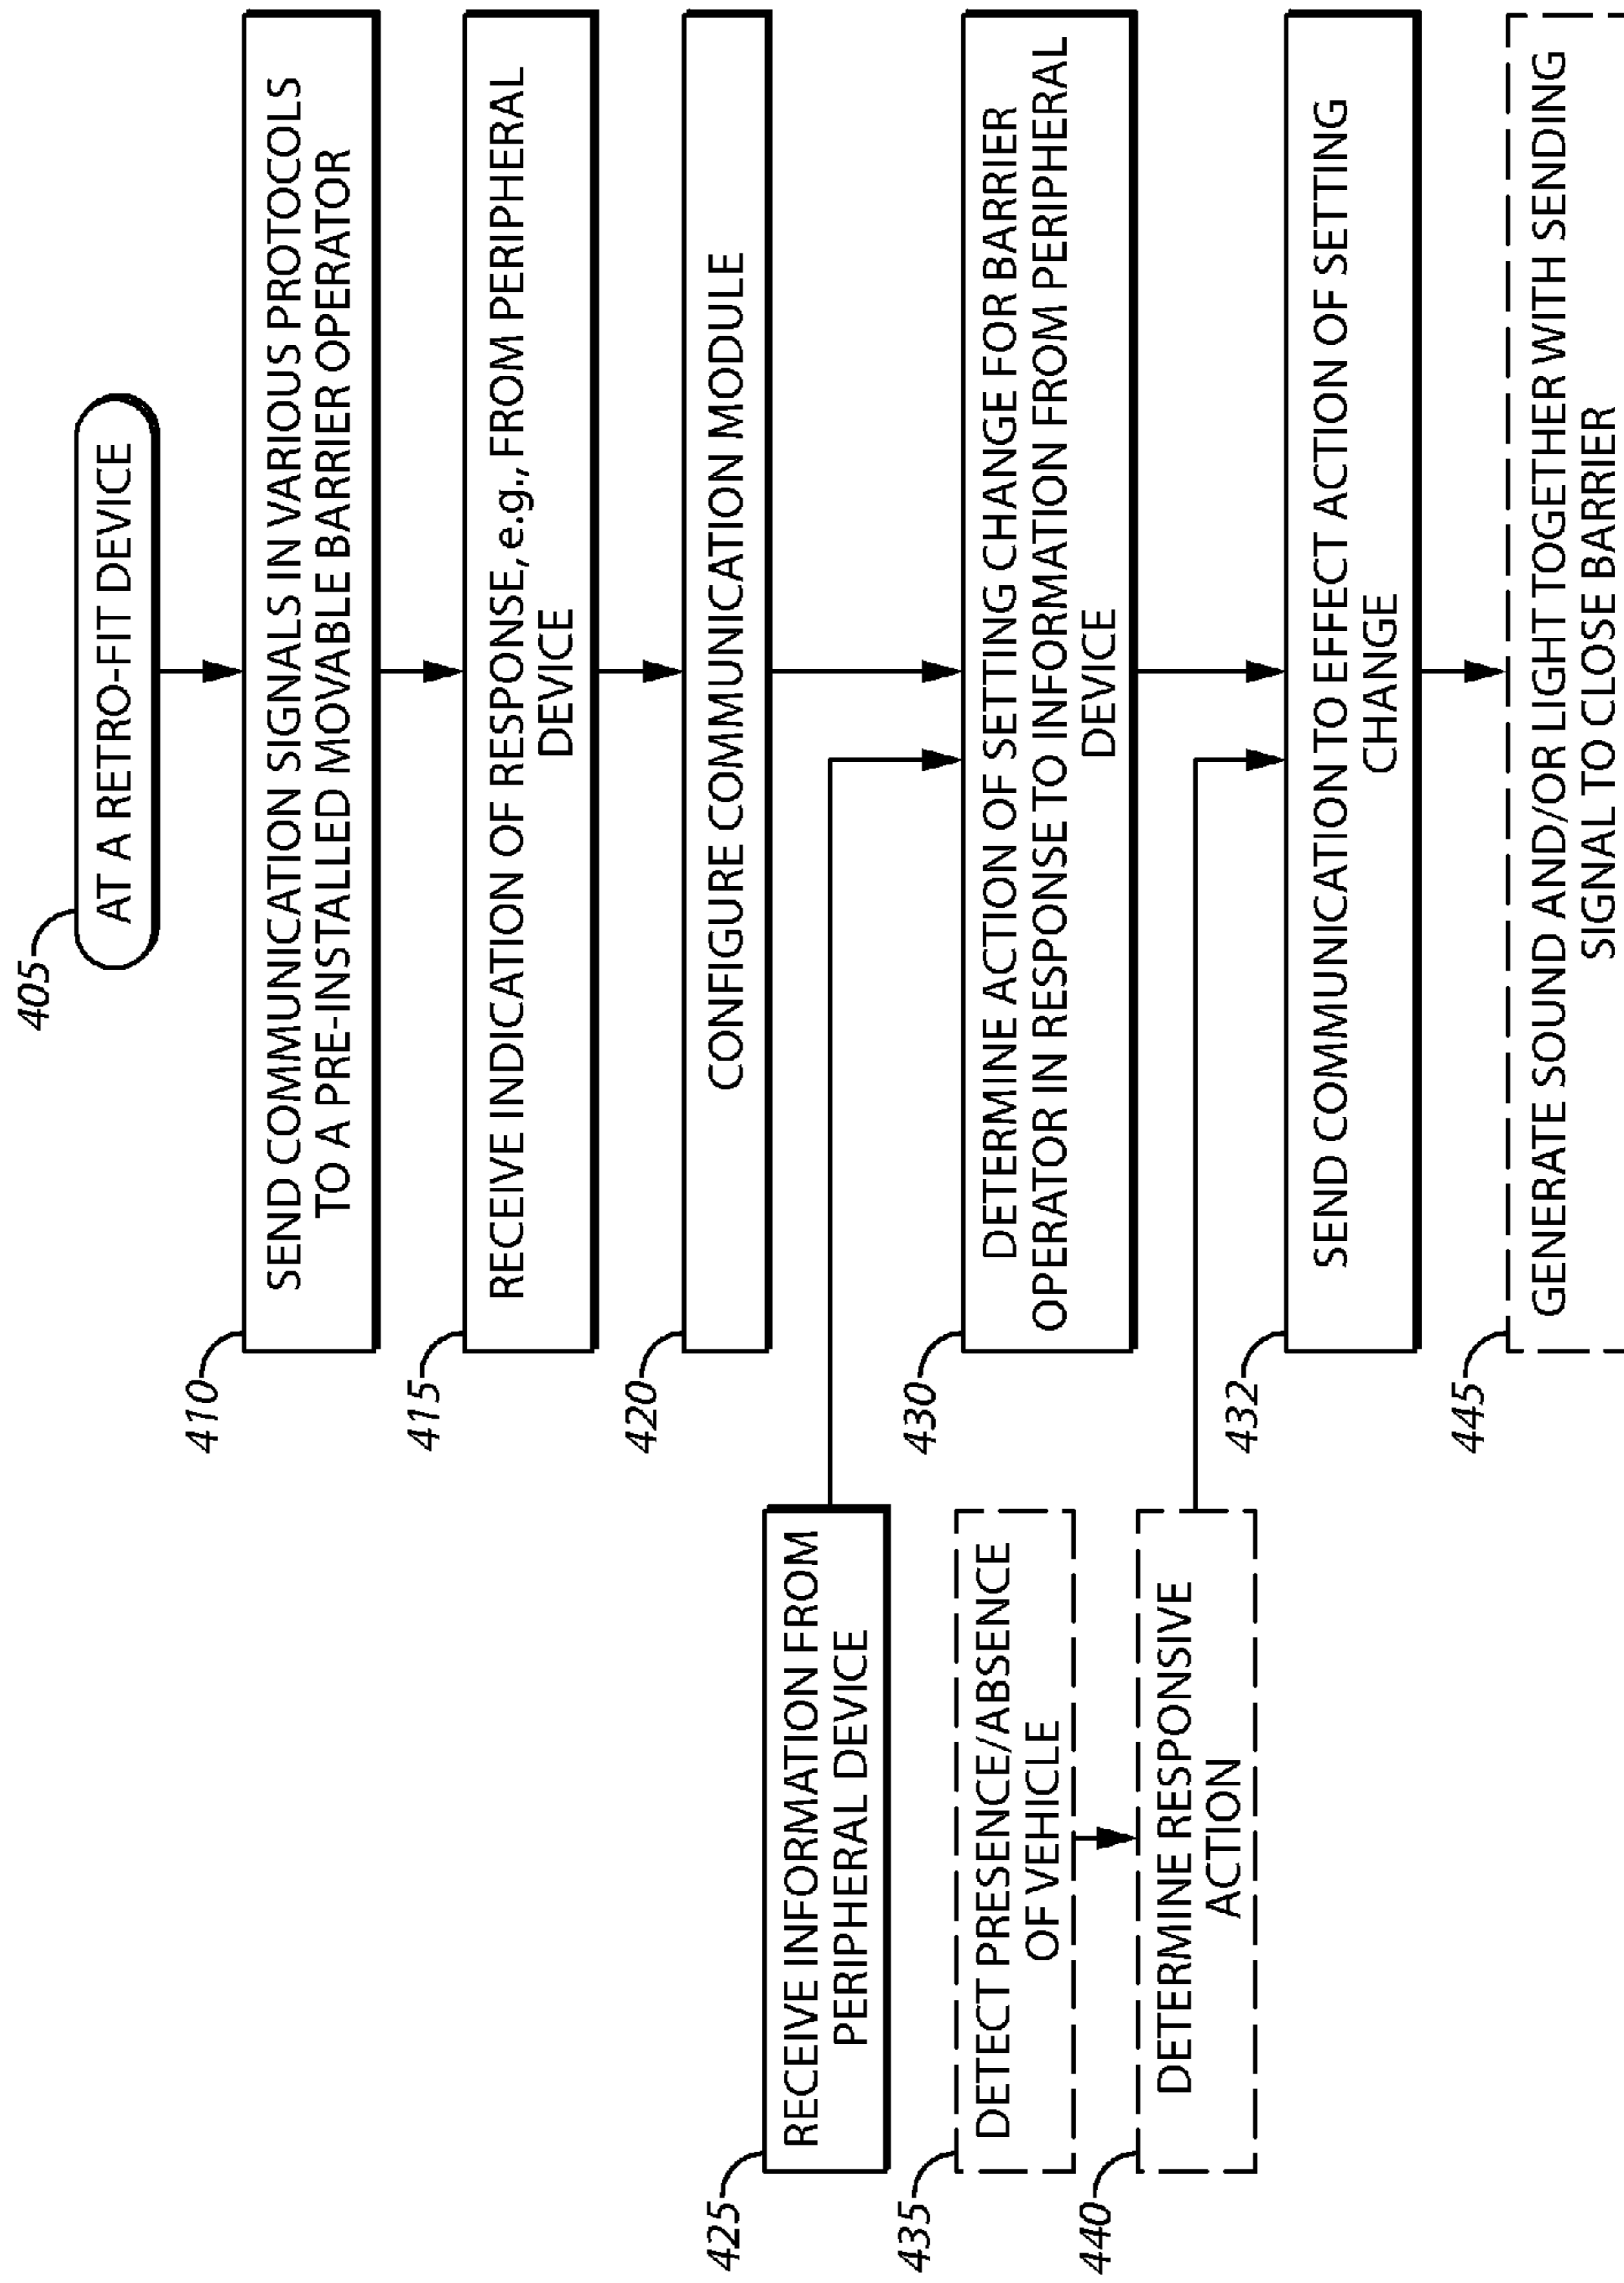 405
AT A RETRO-FIT DEVICE
410
SEND COMMUNICATION SIGNALS IN VARIOUS PROTOCOLS
TO A PRE-INSTALLED MOVABLE BARRIER OPERATOR
415
RECEIVE INDICATION OF RESPONSE, e.g., FROM PERIPHERAL
DEVICE
420
CONFIGURE COMMUNICATION MODULE
425
RECEIVE INFORMATION FROM
PERIPHERAL DEVICE
430
DETERMINE ACTION OF SETTING CHANGE FOR BARRIER
OPERATOR IN RESPONSE TO INFORMATION FROM PERIPHERAL
DEVICE
435
DETECT PRESENCE/ABSENCE
OF VEHICLE
440
DETERMINE RESPONSIVE
ACTION
432
SEND COMMUNICATION TO EFFECT ACTION OF SETTING
CHANGE
445
GENERATE SOUND AND/OR LIGHT TOGETHER WITH SENDING
SIGNAL TO CLOSE BARRIER